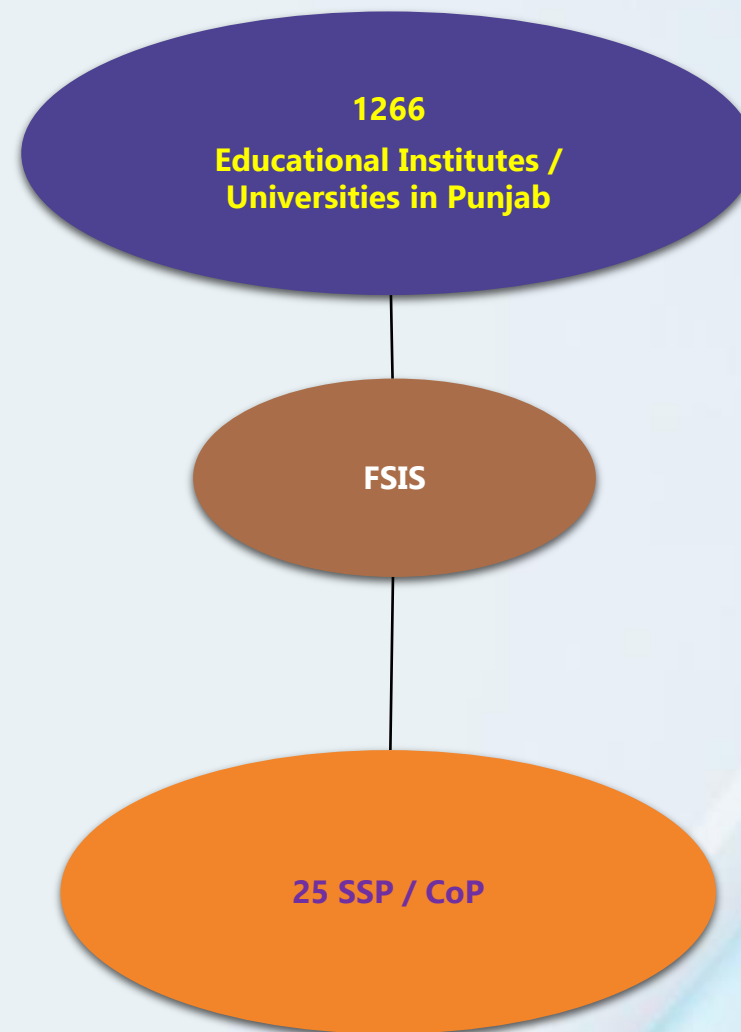 1266
Educational Institutes /
Universities in Punjab
FSIS
25 SSP / CoP